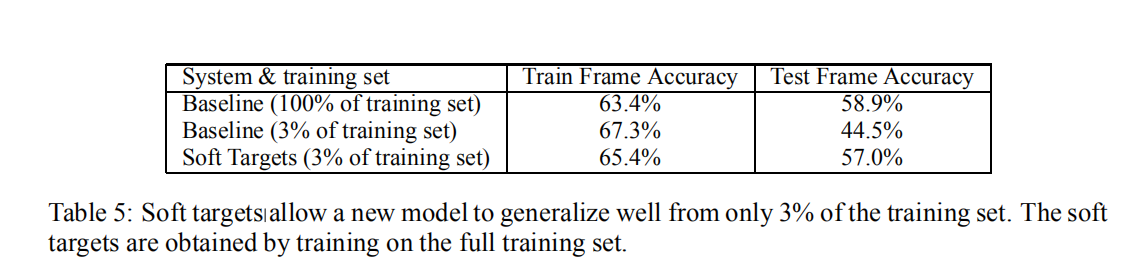 System & training set Train Frame Accuracy Test Frame Accuracy
Baseline (100% of training set) 63.4% 58.9%
Baseline (3% of training set) 67.3% 44.5%
Soft Targets (3% of training set) 65.4% 57.0%
Table 5: Soft targets allow a new model to generalize well from only 3% of the training set. The soft
targets are obtained by training on the full training set.